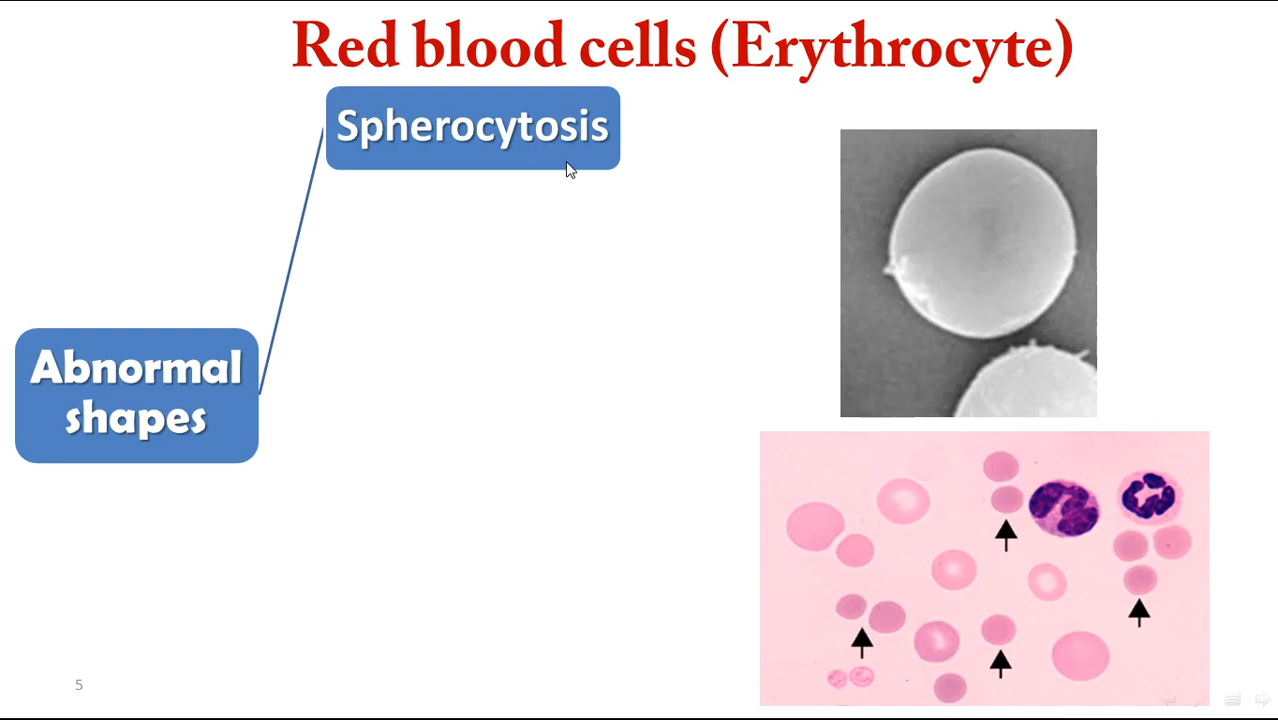 Red blood cells (Erythrocyte)
Spherocytosis
Abnormal
shapes
5